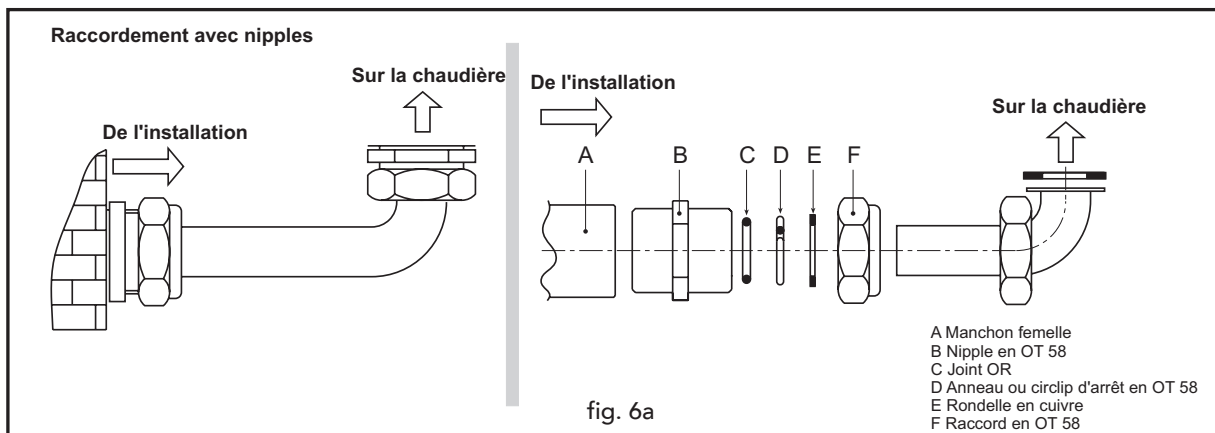 Raccordement avec nipples
Sur la chaudière
De l'installation
De l'installation
Sur la chaudière
A B C D E F
A Manchon femelle
B Nipple en OT 58
C Joint OR
D Anneau ou circlip d'arrêt en OT 58
E Rondelle en cuivre
F Raccord en OT 58
fig. 6a